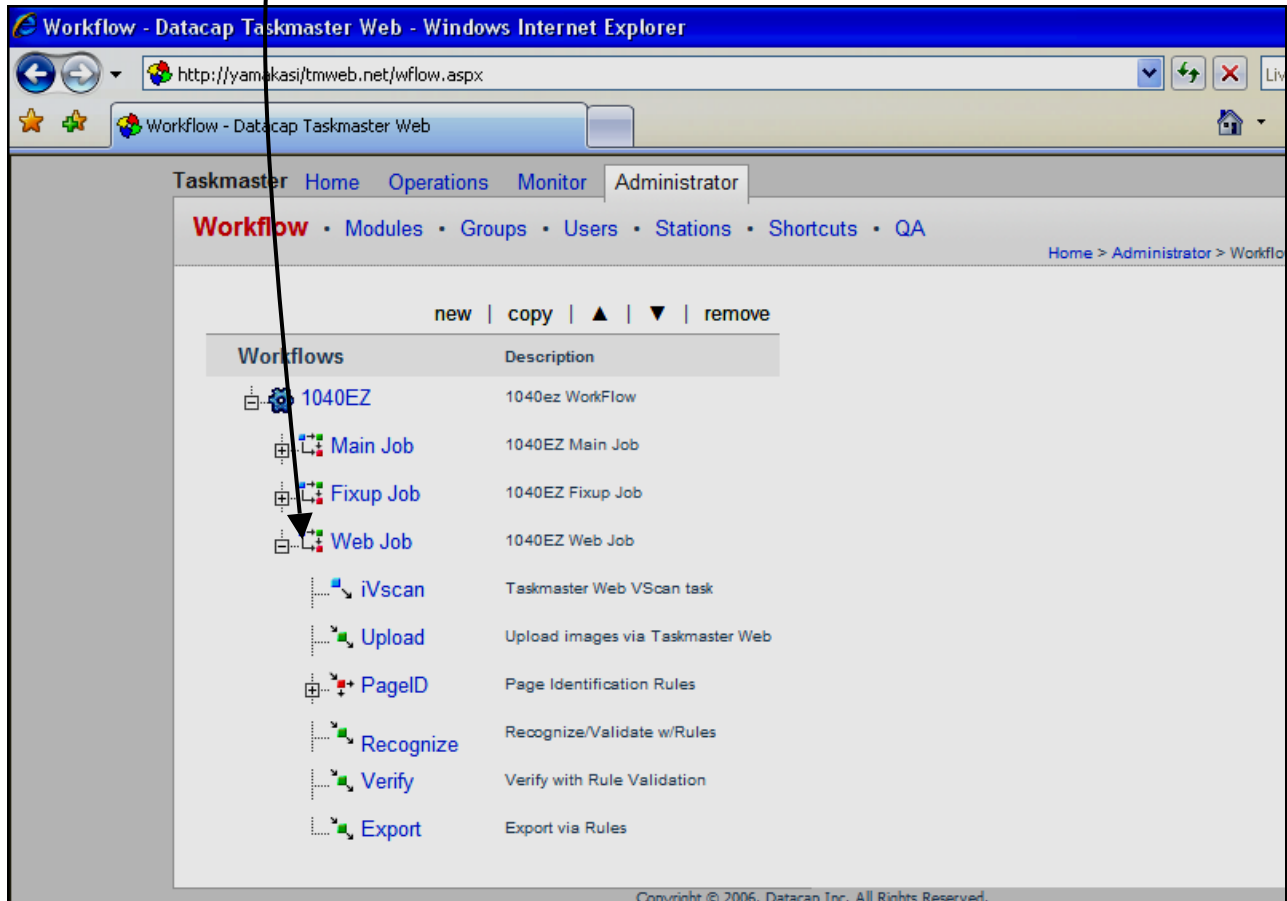 Workflow - Datacap Taskmaster Web - Windows Internet Explorer
http://yamakasi/tmweb.net/wflow.aspx
Liv
Workflow - Datacap Taskmaster Web
Taskmaster Home Operations Monitor Administrator
Workflow • Modules • Groups • Users • Stations • Shortcuts • QA
Home > Administrator > Workflo
new | copy | ▲ | ▼ | remove
Workflows Description
1040EZ 1040ez WorkFlow
Main Job 1040EZ Main Job
Fixup Job 1040EZ Fixup Job
Web Job 1040EZ Web Job
iVscan Taskmaster Web VScan task
Upload Upload images via Taskmaster Web
PageID Page Identification Rules
Recognize Recognize/Validate w/Rules
Verify Verify with Rule Validation
Export Export via Rules
Copyright © 2006, Datacap Inc. All Rights Reserved.